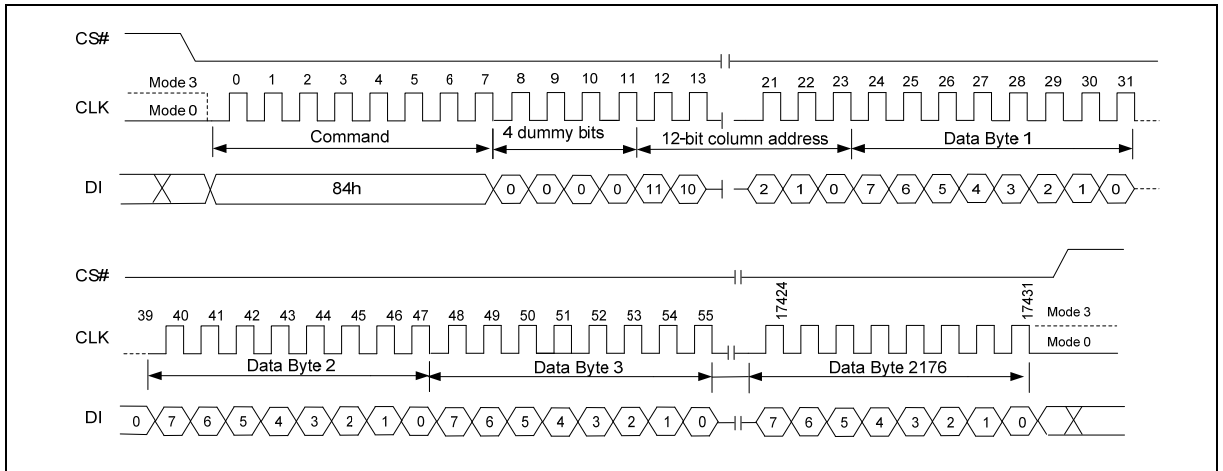 CS#
Mode 3
0 1 2 3 4 5 6 7 8 9 10 11 12 13 21 22 23 24 25 26 27 28 29 30 31
CLK
Mode 0
Command 4 dummy bits 12-bit column address Data Byte 1
DI 84h 0 0 0 0 11 10 2 1 0 7 6 5 4 3 2 1 0
CS#
39 40 41 42 43 44 45 46 47 48 49 50 51 52 53 54 55 17424 17431
Mode 3
CLK
Mode 0
Data Byte 2 Data Byte 3 Data Byte 2176
DI 0 7 6 5 4 3 2 1 0 7 6 5 4 3 2 1 0 7 6 5 4 3 2 1 0